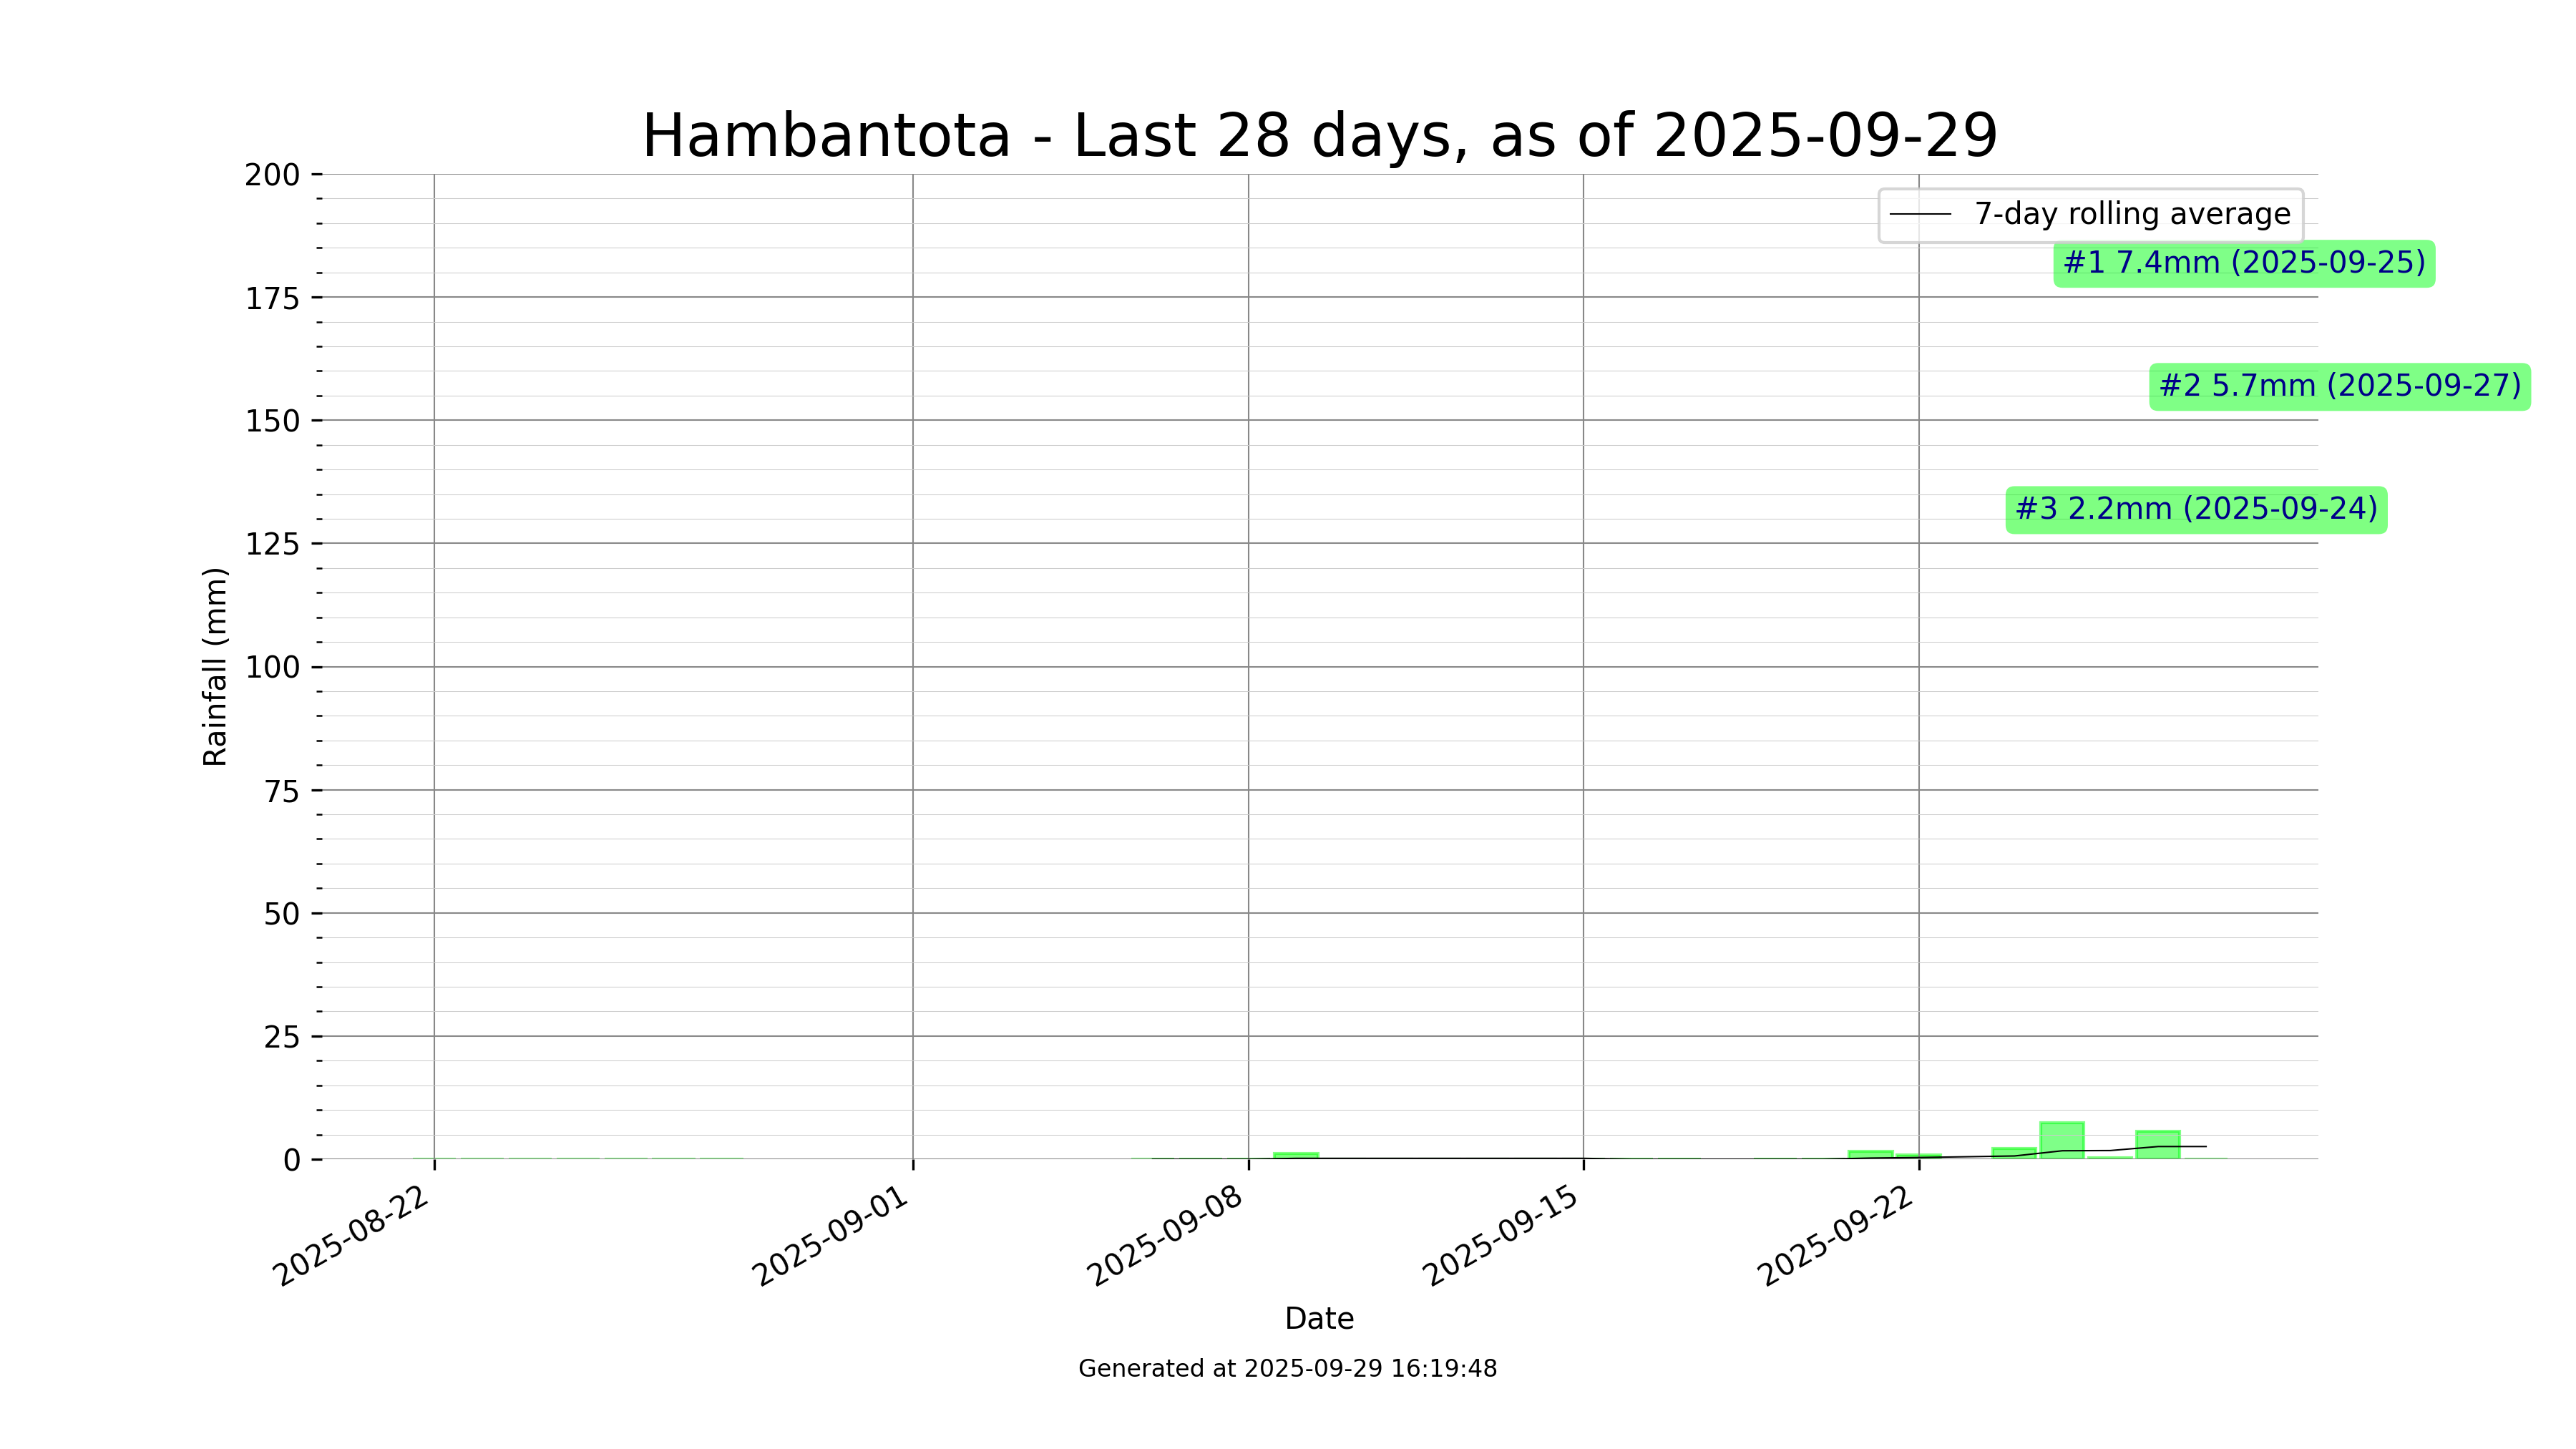 Hambantota - Last 28 days, as of 2025-09-29
200
175
150
125
100
75
50
25
0
Rainfall (mm)
7-day rolling average
#1 7.4mm (2025-09-25)
#2 5.7mm (2025-09-27)
#3 2.2mm (2025-09-24)
2025-08-22
2025-09-01
2025-09-08
2025-09-15
2025-09-22
Date
Generated at 2025-09-29 16:19:48